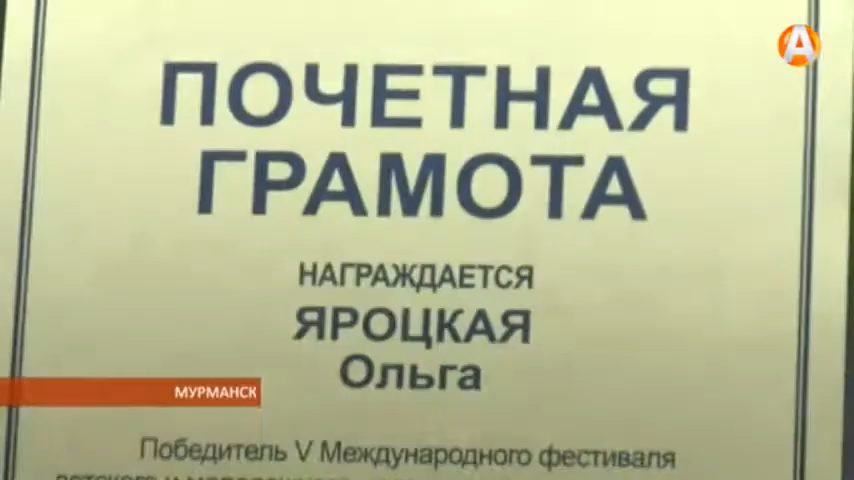 ПОЧЕТНАЯ
ГРАМОТА
НАГРАЖДАЕТСЯ
ЯРОЦКАЯ
Ольга
МУРМАНСК
Победитель V Международного фестиваля